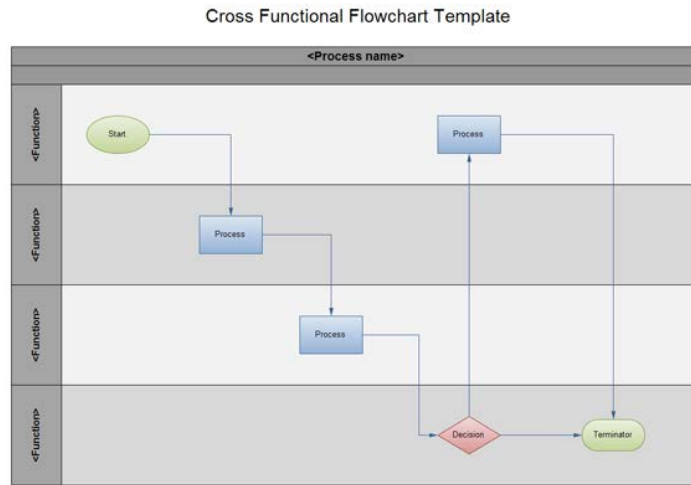 Cross Functional Flowchart Template
<Process name>
<Function>
Start
Process
<Function>
Process
<Function>
Process
<Function>
Decision
Terminator